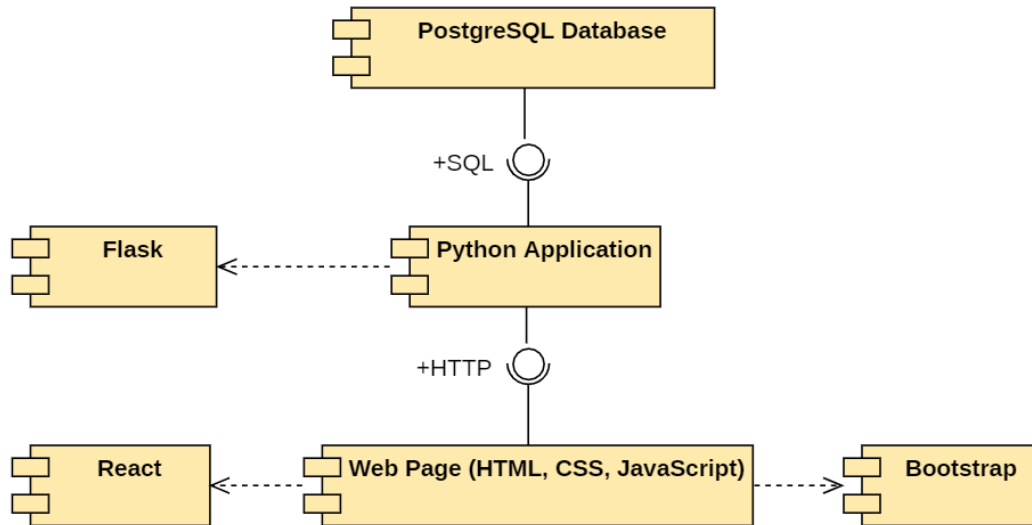 PostgreSQL Database
+SQL
Flask
Python Application
+HTTP
React
Web Page (HTML, CSS, JavaScript)
Bootstrap